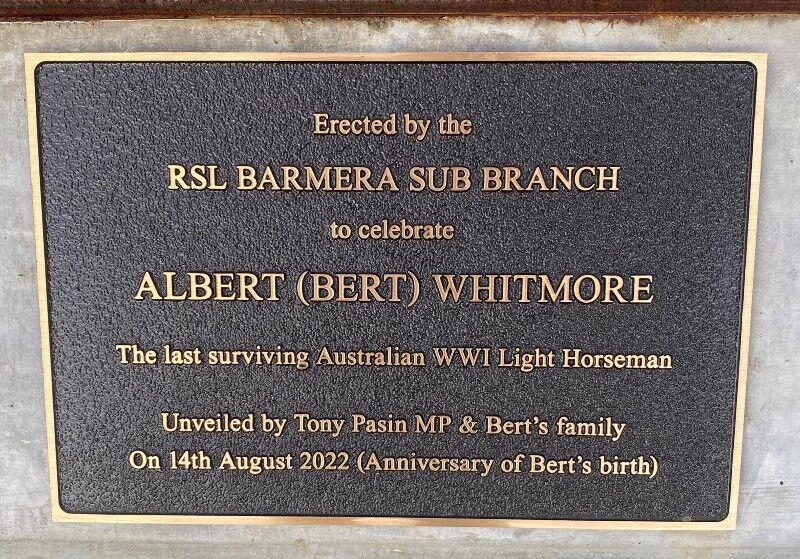 Erected by the
RSL BARMERA SUB BRANCH
to celebrate
ALBERT (BERT) WHITMORE
The last surviving Australian WWI Light Horseman
Unveiled by Tony Pasin MP & Bert's family
On 14th August 2022 (Anniversary of Bert's birth)